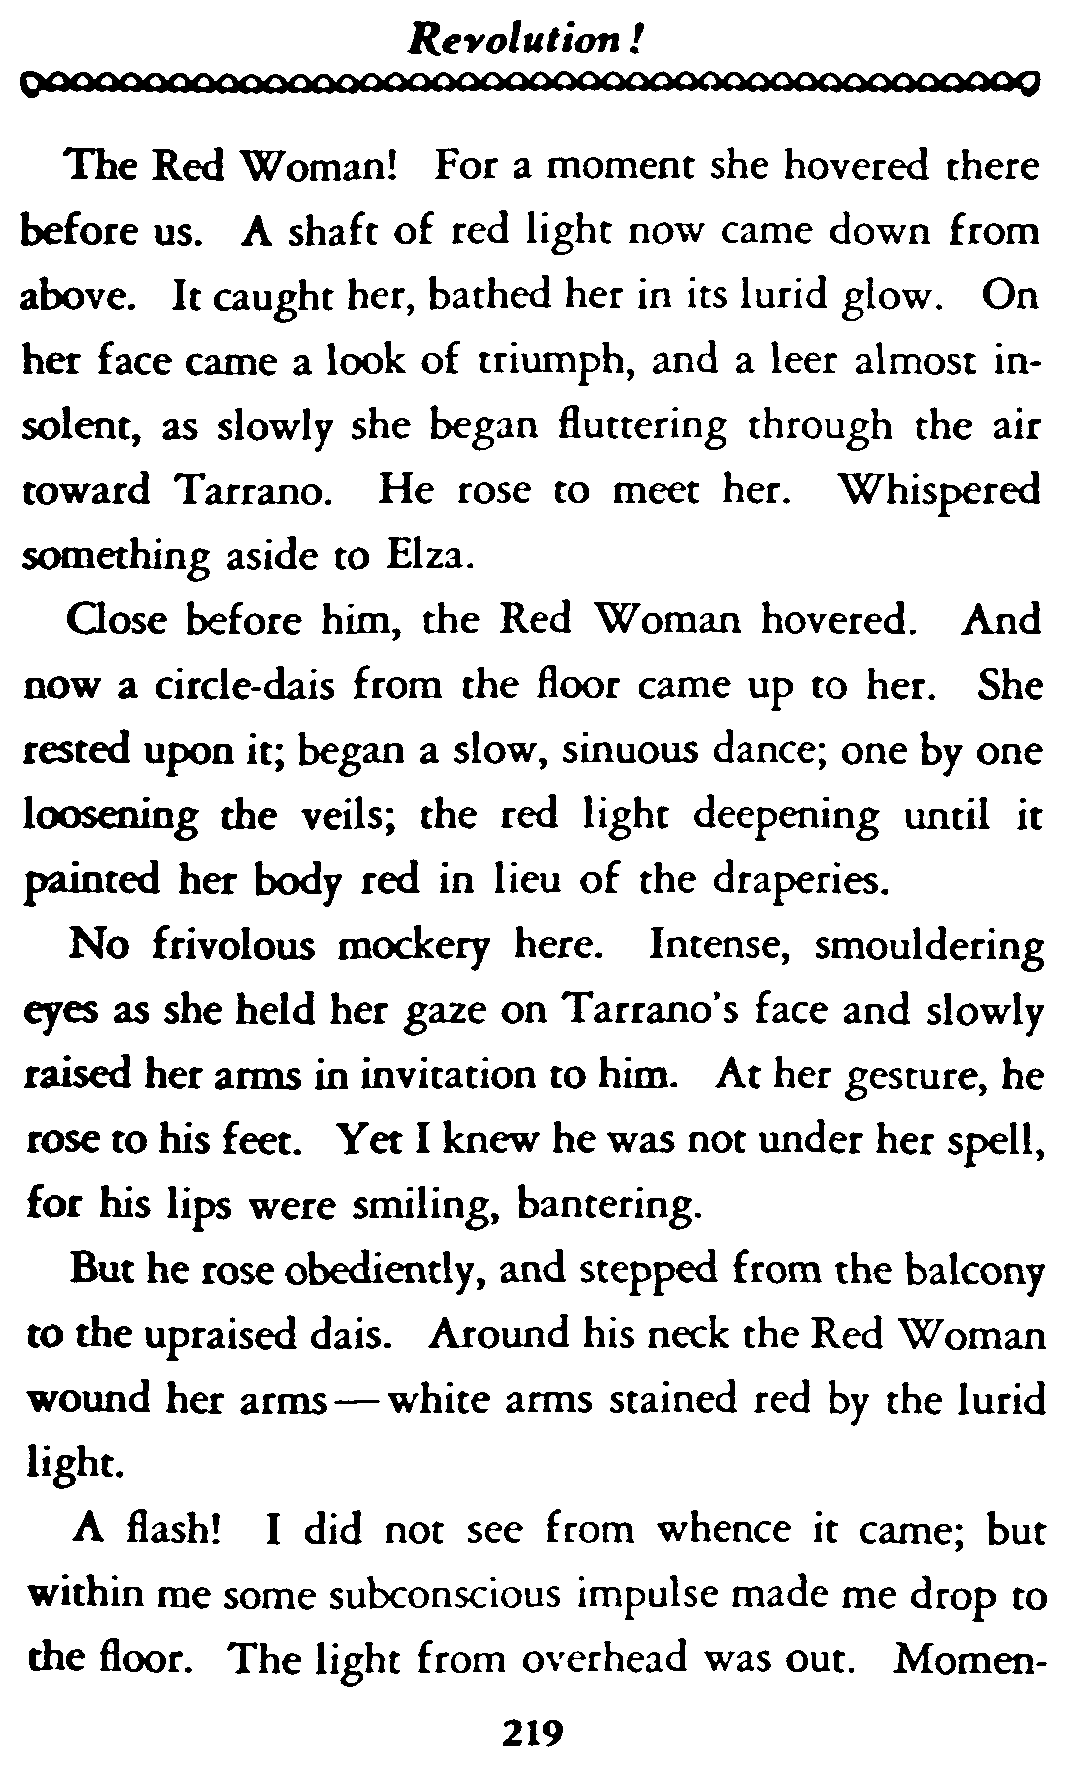 Revolution!
The Red Woman! For a moment she hovered there
before us. A shaft of red light now came down from
above. It caught her, bathed her in its lurid glow. On
her face came a look of triumph, and a leer almost in-
solent, as slowly she began fluttering through the air
toward Tarrano. He rose to meet her. Whispered
something aside to Elza.
Close before him, the Red Woman hovered. And
now a circle-dais from the floor came up to her. She
rested upon it; began a slow, sinuous dance; one by one
loosening the veils; the red light deepening until it
painted her body red in lieu of the draperies.
No frivolous mockery here. Intense, smouldering
eyes as she held her gaze on Tarrano's face and slowly
raised her arms in invitation to him. At her gesture, he
rose to his feet. Yet I knew he was not under her spell,
for his lips were smiling, bantering.
But he rose obediently, and stepped from the balcony
to the upraised dais. Around his neck the Red Woman
wound her arms—white arms stained red by the lurid
light.
A flash! I did not see from whence it came; but
within me some subconscious impulse made me drop to
the floor. The light from overhead was out. Momen-
219